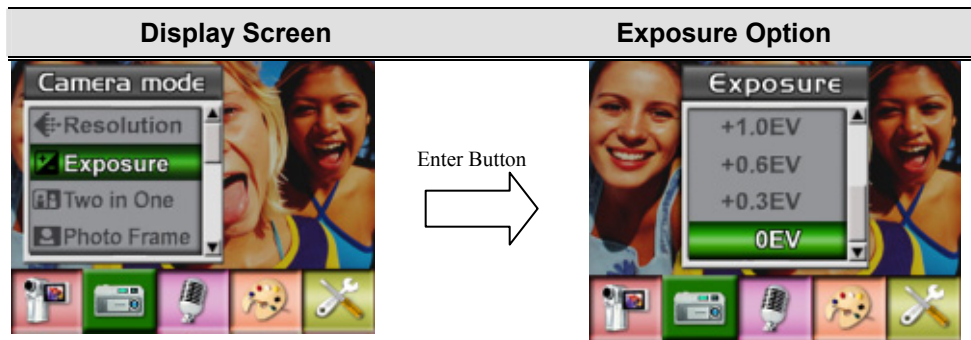 Display Screen
Exposure Option
Camera mode
Resolution
Exposure
Two in One
Photo Frame
Enter Button
Exposure
+1.0EV
+0.6EV
+0.3EV
0EV